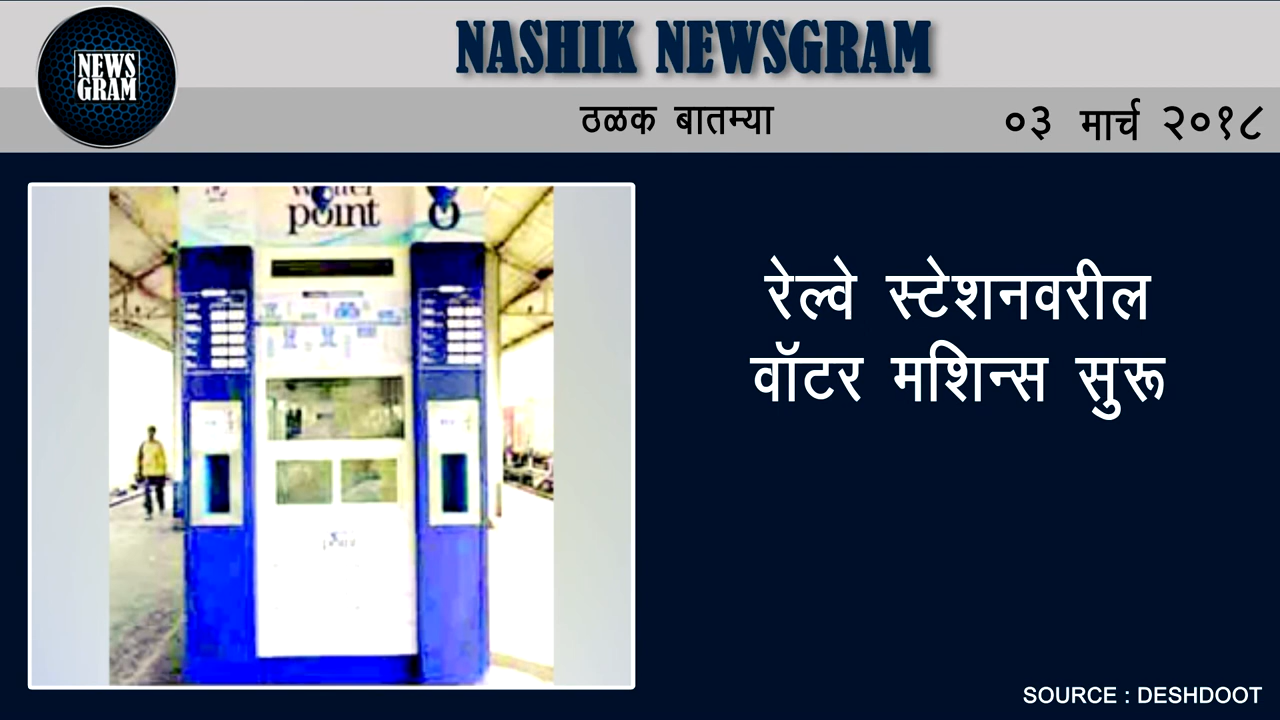 NASHIK NEWSGRAM
NEWS
GRAM
ठळक बातम्या
०३ मार्च २०१८
point
रेल्वे स्टेशनवरील
वॉटर मशिन्स सुरू
SOURCE : DESHDOOT